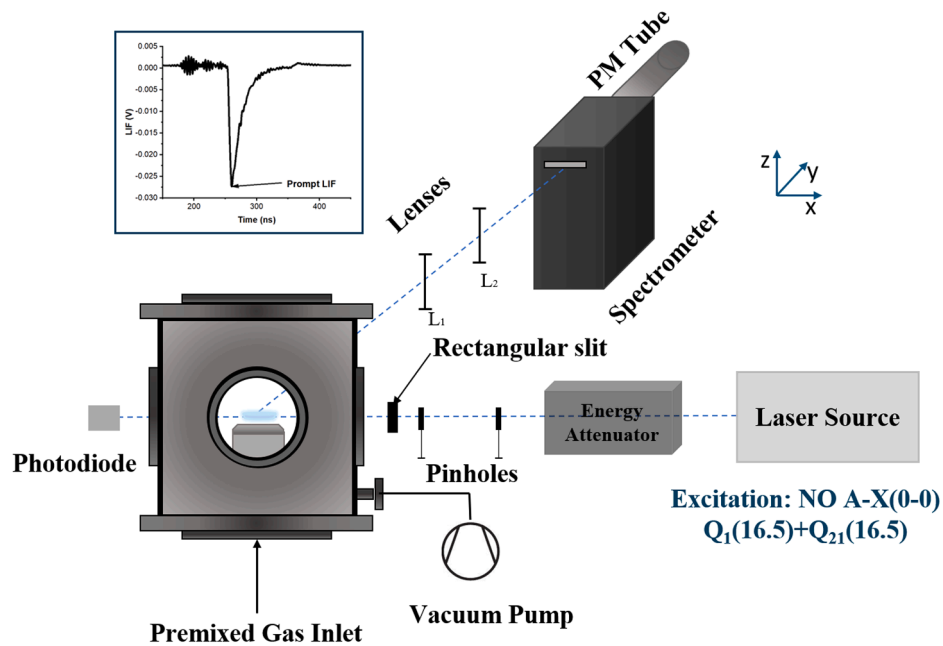 0.005
0.000
-0.005
-0.010
-0.015
-0.020
-0.025
-0.030
LIF (V)
Prompt LIF
150
200
300
400
Time (ns)
PM Tube
Lenses
L1
L2
Spectrometer
z
y
x
Rectangular slit
Photodiode
Pinholes
Energy
Attenuator
Laser Source
Excitation: NO A-X(0-0)
Q1(16.5)+Q21(16.5)
Vacuum Pump
Premixed Gas Inlet